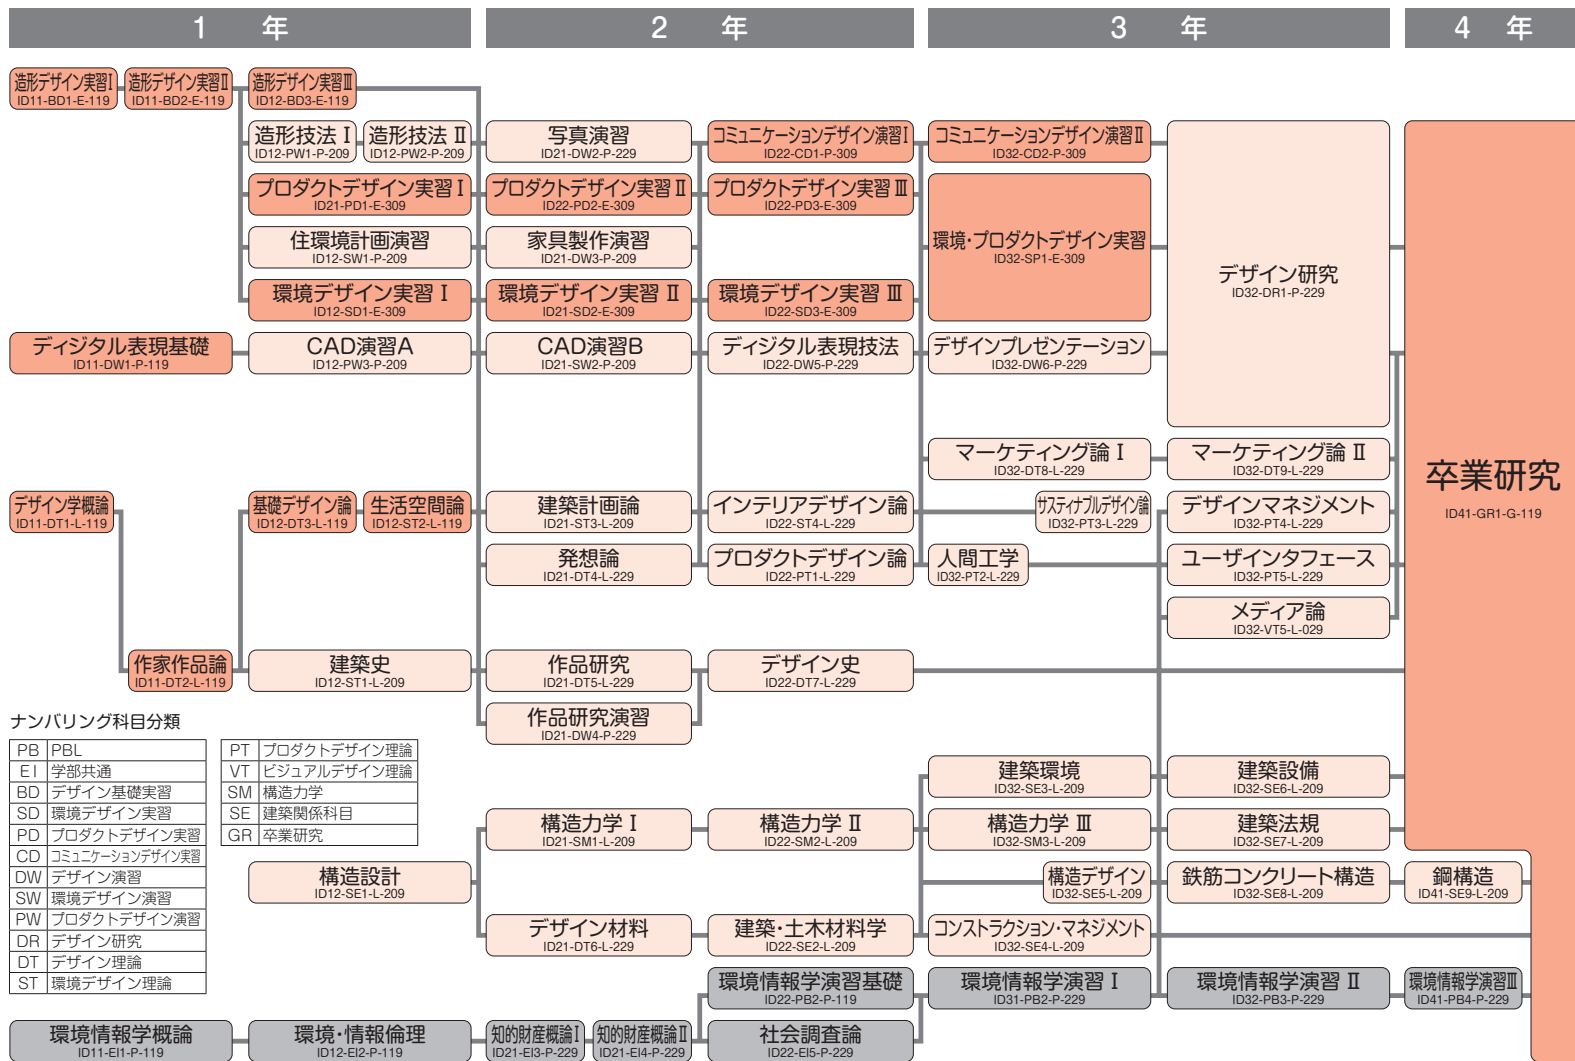 1 年
2 年
3 年
4 年
造形デザイン実習Ⅰ
ID11-BD1-E-119
造形デザイン実習Ⅱ
ID11-BD2-E-119
造形デザイン実習Ⅲ
ID12-BD3-E-119
造形技法 Ⅰ
ID12-PW1-P-209
造形技法 Ⅱ
ID12-PW2-P-209
写真演習
ID21-DW2-P-229
コミュニケーションデザイン演習Ⅰ
ID22-CD1-P-309
コミュニケーションデザイン演習Ⅱ
ID32-CD2-P-309
プロダクトデザイン実習 Ⅰ
ID21-PD1-E-309
プロダクトデザイン実習 Ⅱ
ID22-PD2-E-309
プロダクトデザイン実習 Ⅲ
ID22-PD3-E-309
住環境計画演習
ID12-SW1-P-209
家具製作演習
ID21-DW3-P-209
環境・プロダクトデザイン実習
ID32-SP1-E-309
デザイン研究
ID32-DR1-P-229
環境デザイン実習 Ⅰ
ID12-SD1-E-309
環境デザイン実習 Ⅱ
ID21-SD2-E-309
環境デザイン実習 Ⅲ
ID22-SD3-E-309
ディジタル表現基礎
ID11-DW1-P-119
CAD演習A
ID12-PW3-P-209
CAD演習B
ID21-SW2-P-209
ディジタル表現技法
ID22-DW5-P-229
デザインプレゼンテーション
ID32-DW6-P-229
マーケティング論 Ⅰ
ID32-DT8-L-229
マーケティング論 Ⅱ
ID32-DT9-L-229
卒業研究
ID41-GR1-G-119
デザイン学概論
ID11-DT1-L-119
基礎デザイン論
ID12-DT3-L-119
生活空間論
ID12-ST2-L-119
建築計画論
ID21-ST3-L-209
インテリアデザイン論
ID22-ST4-L-229
サスティナブルデザイン論
ID32-PT3-L-229
デザインマネジメント
ID32-PT4-L-229
発想論
ID21-DT4-L-229
プロダクトデザイン論
ID22-PT1-L-229
人間工学
ID32-PT2-L-229
ユーザインタフェース
ID32-PT5-L-229
メディア論
ID32-VT5-L-029
作家作品論
ID11-DT2-L-119
建築史
ID12-ST1-L-209
作品研究
ID21-DT5-L-229
デザイン史
ID22-DT7-L-229
作品研究演習
ID21-DW4-P-229
ナンバリング科目分類
PB PBL
EI 学部共通
BD デザイン基礎実習
SD 環境デザイン実習
PD プロダクトデザイン実習
CD コミュニケーションデザイン実習
DW デザイン演習
SW 環境デザイン演習
PW プロダクトデザイン演習
DR デザイン研究
DT デザイン理論
ST 環境デザイン理論
PT プロダクトデザイン理論
VT ビジュアルデザイン理論
SM 構造力学
SE 建築関係科目
GR 卒業研究
建築環境
ID32-SE3-L-209
建築設備
ID32-SE6-L-209
構造力学 Ⅰ
ID21-SM1-L-209
構造力学 Ⅱ
ID22-SM2-L-209
構造力学 Ⅲ
ID32-SM3-L-209
建築法規
ID32-SE7-L-209
構造設計
ID12-SE1-L-209
構造デザイン
ID32-SE5-L-209
鉄筋コンクリート構造
ID32-SE8-L-209
鋼構造
ID41-SE9-L-209
デザイン材料
ID21-DT6-L-229
建築・土木材料学
ID22-SE2-L-209
コンストラクション・マネジメント
ID32-SE4-L-209
環境情報学演習基礎
ID22-PB2-P-119
環境情報学演習 Ⅰ
ID31-PB2-P-229
環境情報学演習 Ⅱ
ID32-PB3-P-229
環境情報学演習Ⅲ
ID41-PB4-P-229
環境情報学概論
ID11-EI1-P-119
環境・情報倫理
ID12-EI2-P-119
知的財産概論Ⅰ
ID21-EI3-P-229
知的財産概論Ⅱ
ID21-EI4-P-229
社会調査論
ID22-EI5-P-229